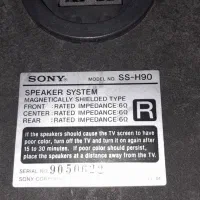 SONY® MODEL NO. SS-H90
SPEAKER SYSTEM
MAGNETICALLY SHIELDED TYPE
FRONT : RATED IMPEDANCE:6Ω
CENTER : RATED IMPEDANCE:6Ω
REAR : RATED IMPEDANCE:6Ω
R
If the speakers should cause the TV screen to have
poor color, turn off the TV and turn it on again after
15 to 30 minutes. If poor color should persist,
place the speakers at a distance away from the TV.
SERIAL NO. 9050622
SONY CORP